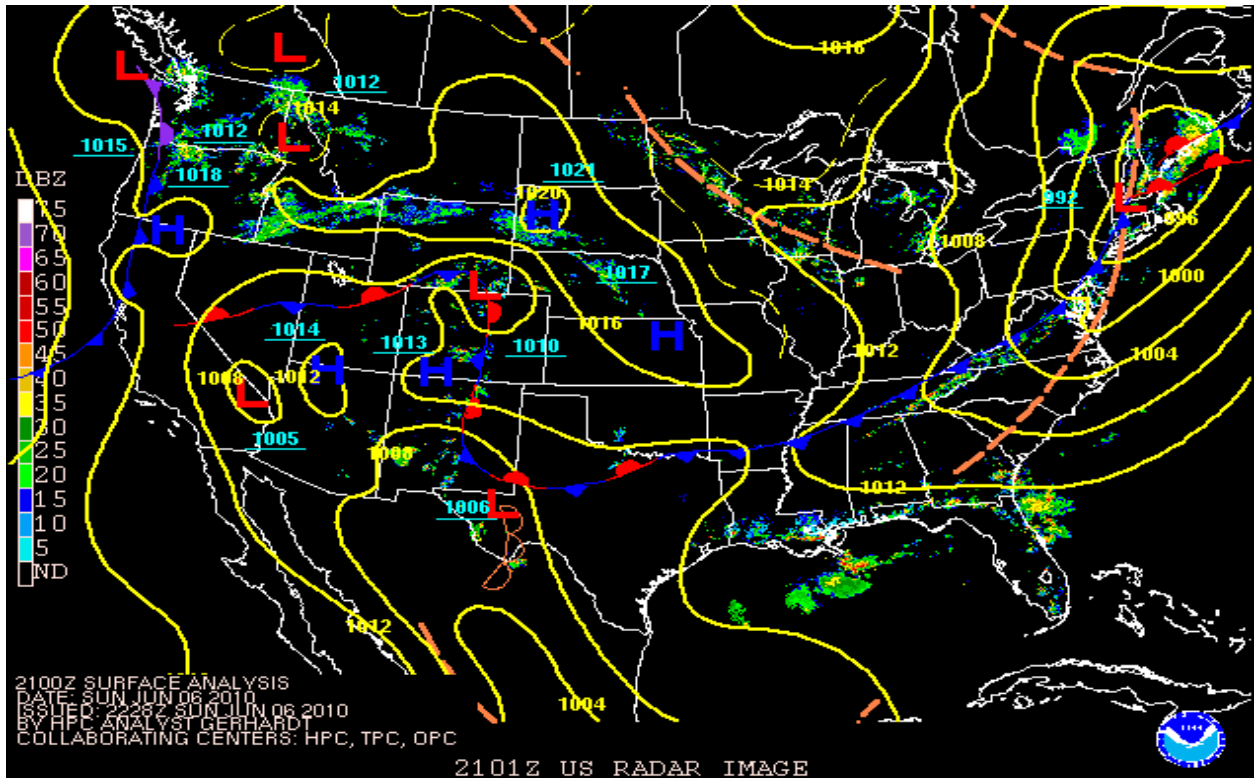 1016
L
L
1012
1014
1012
L
1015
1018
DBZ
75
70
65
60
55
50
45
40
35
30
25
20
15
10
5
ND
H
1021
1020
H
1014
992
L
996
1008
1000
1017
L
1016
H
1014
1013
1010
1012
1004
1008
1012
H
H
L
1005
1008
1012
1006
L
1012
1004
2100Z SURFACE ANALYSIS
DATE: SUN JUN 06 2010
ISSUED: 2228Z SUN JUN 06 2010
BY HPC ANALYST GERHARDT
COLLABORATING CENTERS: HPC, TPC, OPC
2101Z US RADAR IMAGE